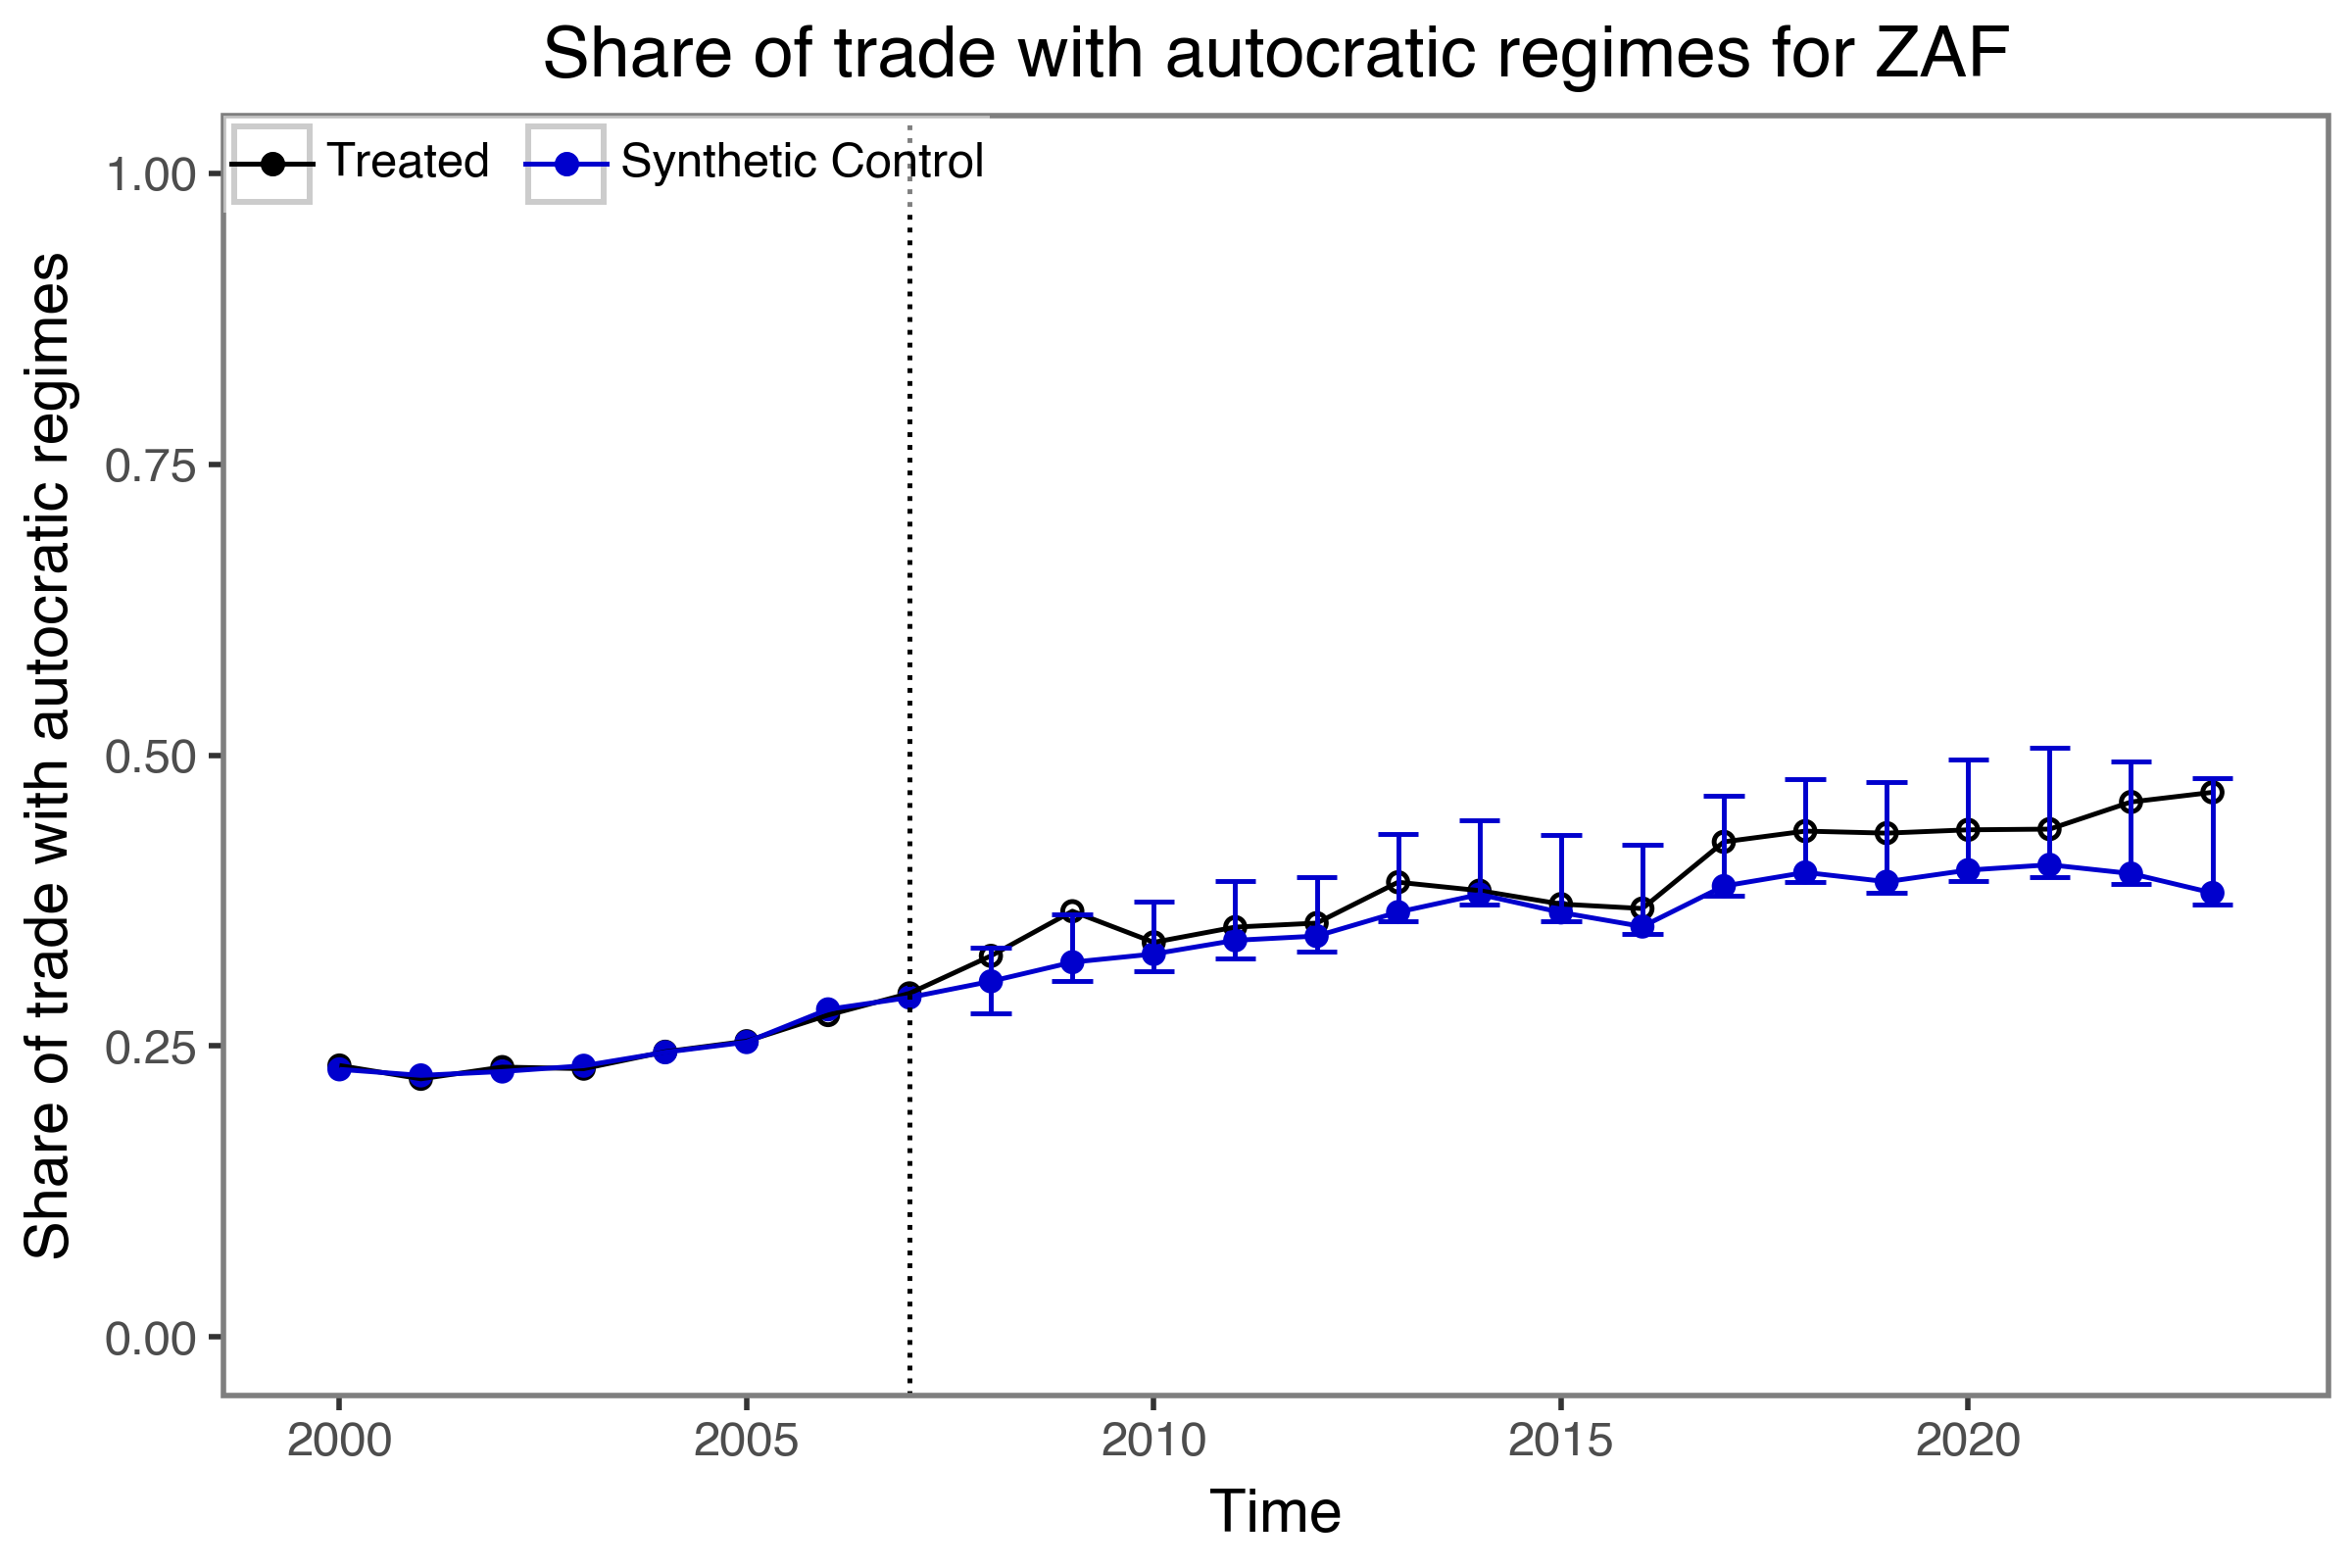 Share of trade with autocratic regimes for ZAF
Treated
Synthetic Control
Share of trade with autocratic regimes
1.00
0.75
0.50
0.25
0.00
2000
2005
2010
2015
2020
Time